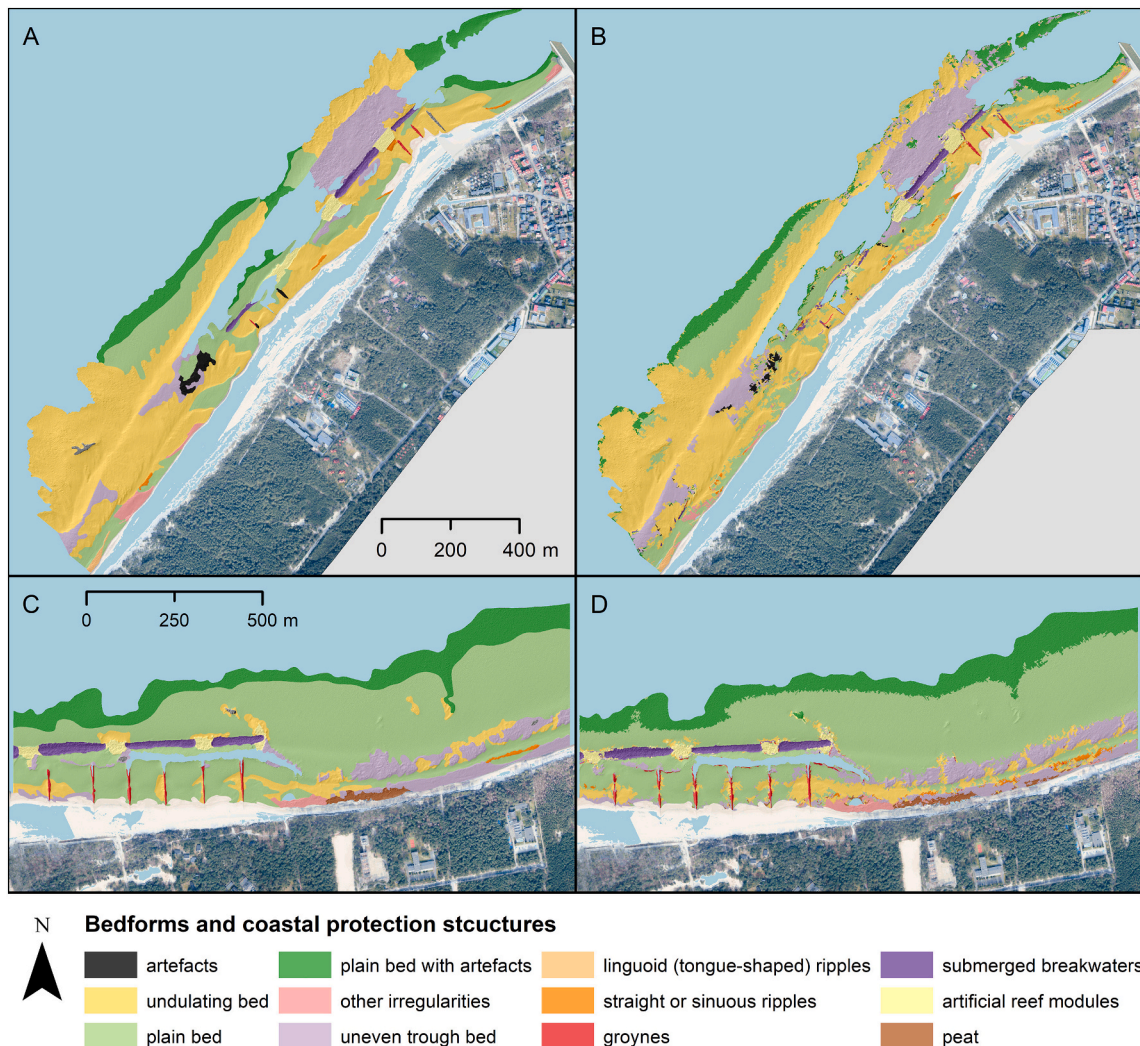 A
B
0 200 400 m
C
D
0 250 500 m
N
Bedforms and coastal protection stcuctures
artefacts
plain bed with artefacts
linguoid (tongue-shaped) ripples
submerged breakwaters
undulating bed
other irregularities
straight or sinuous ripples
artificial reef modules
plain bed
uneven trough bed
groynes
peat